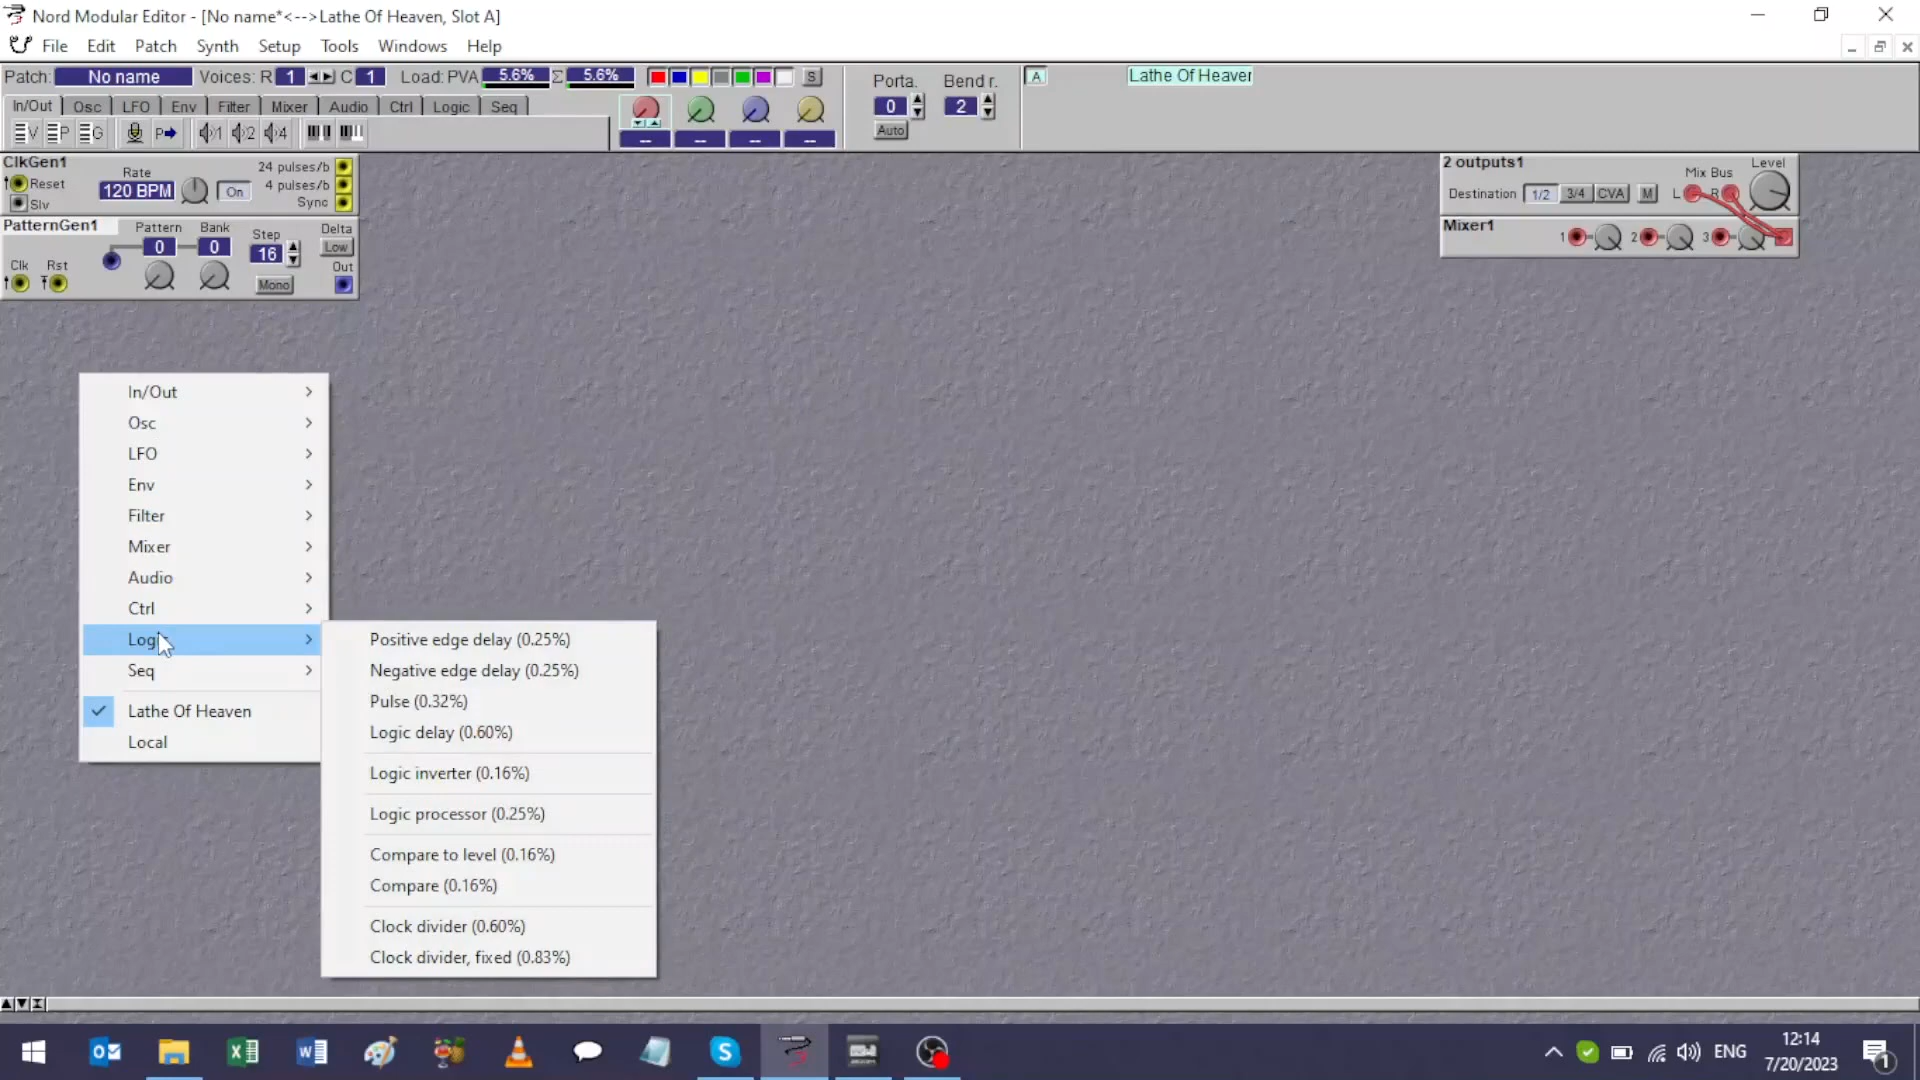 Nord Modular Editor - [No name*<-->Lathe Of Heaven, Slot A]
File Edit Patch Synth Setup Tools Windows Help
Patch: No name Voices: R 1 C 1 Load: PVA 5.6% Σ 5.6% S
Porta. Bend r. A Lathe Of Heaven
In/Out Osc LFO Env Filter Mixer Audio Ctrl Logic Seq
0 2
V P G P 1 2 4 -- -- -- -- Auto
ClkGen1
Rate
24 pulses/b
Reset 120 BPM On 4 pulses/b
Slv Sync
PatternGen1 Pattern Bank Step Delta
0 0 16 Low
Clk Rst Out
Mono
2 outputs1 Level
Mix Bus
Destination 1/2 3/4 CVA M L R
Mixer1
1 2 3
In/Out
Osc
LFO
Env
Filter
Mixer
Audio
Ctrl
Logic
Seq
Lathe Of Heaven
Local
Positive edge delay (0.25%)
Negative edge delay (0.25%)
Pulse (0.32%)
Logic delay (0.60%)
Logic inverter (0.16%)
Logic processor (0.25%)
Compare to level (0.16%)
Compare (0.16%)
Clock divider (0.60%)
Clock divider, fixed (0.83%)
ENG
12:14
7/20/2023
1